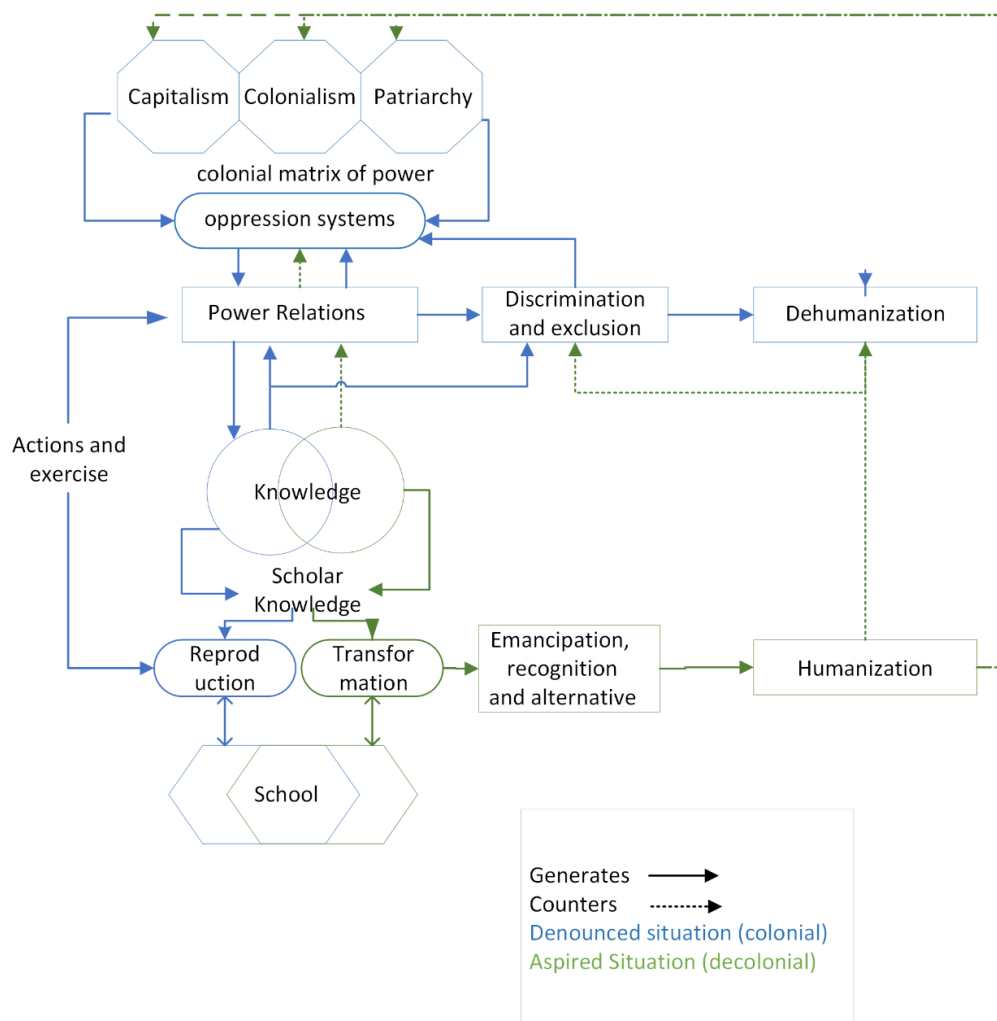 Capitalism
Colonialism
Patriarchy
colonial matrix of power
oppression systems
Power Relations
Discrimination
and exclusion
Dehumanization
Actions and
exercise
Knowledge
Scholar
Knowledge
Reprod
uction
Transfor
mation
Emancipation,
recognition
and alternative
Humanization
School
Generates
Counters
Denounced situation (colonial)
Aspired Situation (decolonial)